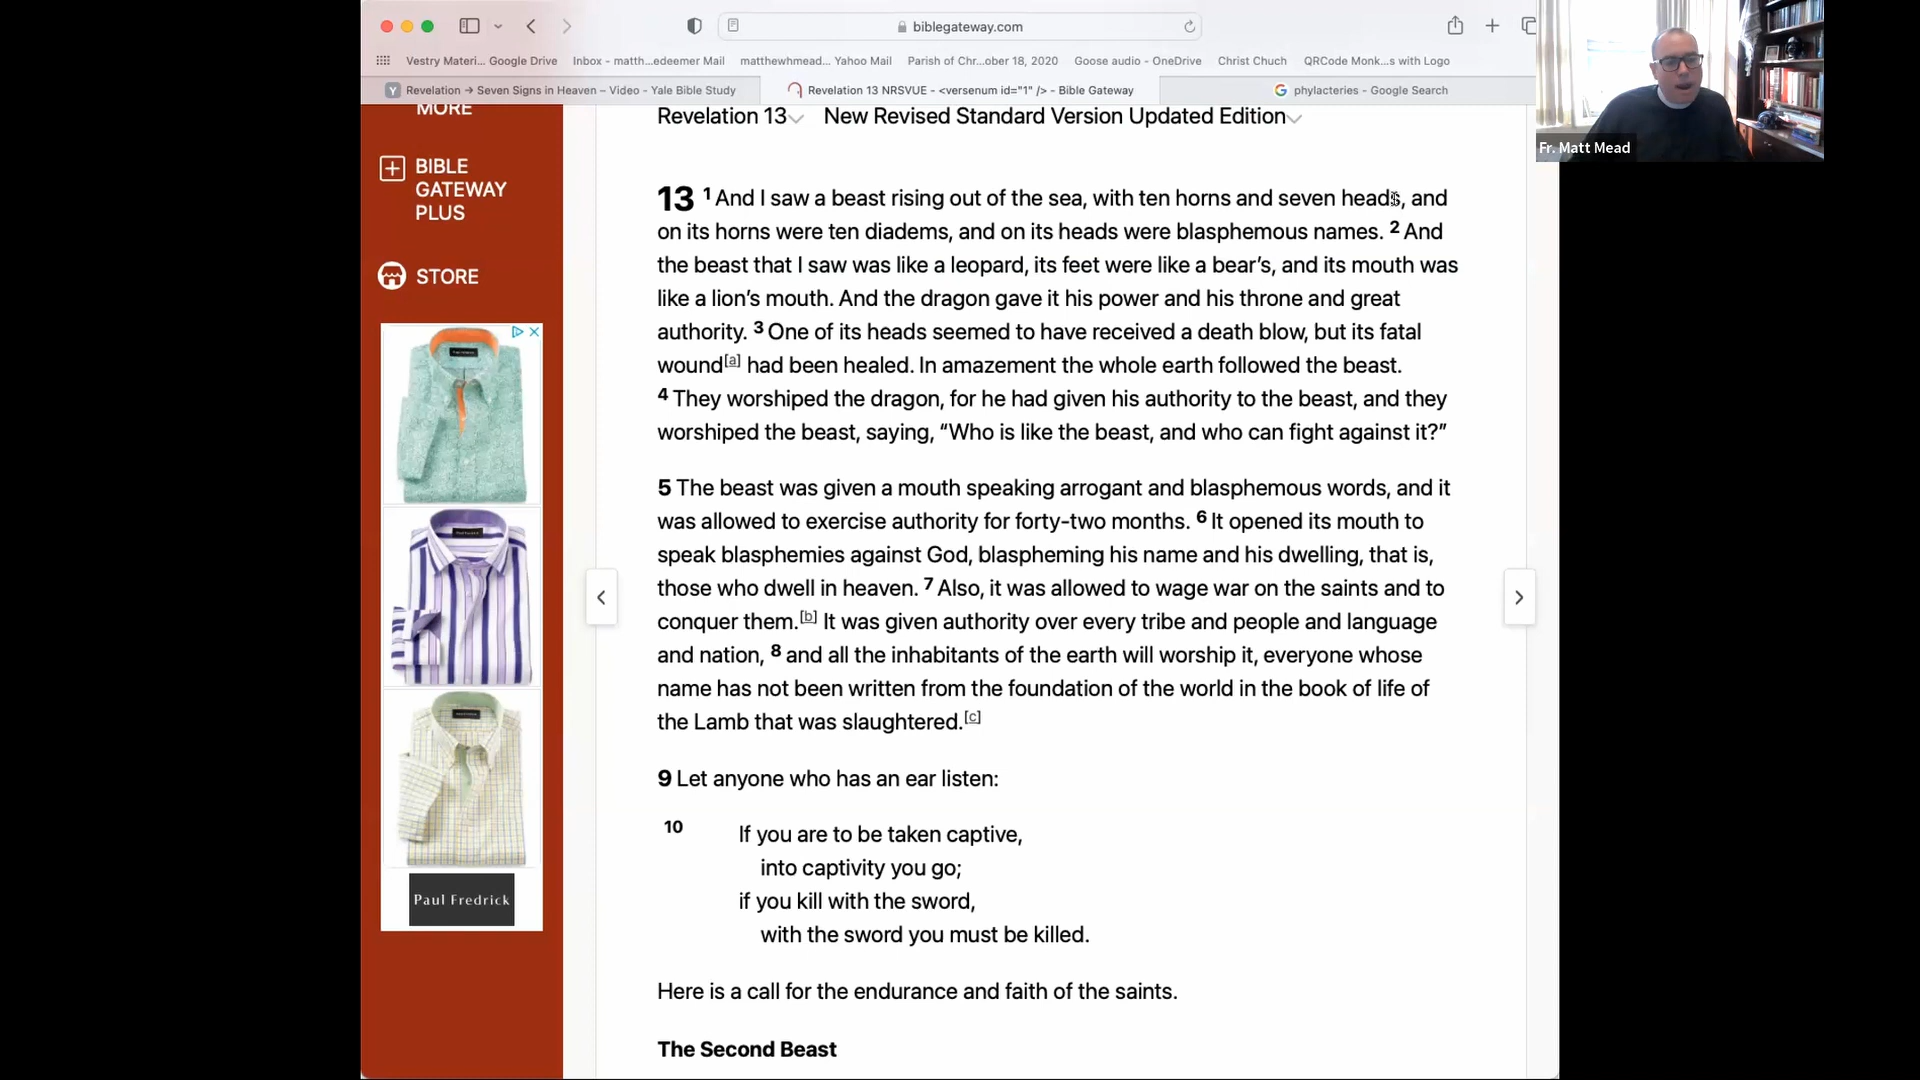 biblegateway.com
Vestry Materi... Google Drive Inbox - matth...edeemer Mail matthewhmead... Yahoo Mail Parish of Chr...ober 18, 2020 Goose audio - OneDrive Christ Chuch QRCode Monk...s with Logo
Y Revelation → Seven Signs in Heaven – Video - Yale Bible Study
Revelation 13 NRSVUE - <versenum id="1" /> - Bible Gateway
G phylacteries - Google Search
Fr. Matt Mead
MORE
BIBLE
GATEWAY
PLUS
STORE
Paul Fredrick
Revelation 13 New Revised Standard Version Updated Edition
13 1 And I saw a beast rising out of the sea, with ten horns and seven heads, and
on its horns were ten diadems, and on its heads were blasphemous names. 2 And
the beast that I saw was like a leopard, its feet were like a bear’s, and its mouth was
like a lion’s mouth. And the dragon gave it his power and his throne and great
authority. 3 One of its heads seemed to have received a death blow, but its fatal
wound[a] had been healed. In amazement the whole earth followed the beast.
4 They worshiped the dragon, for he had given his authority to the beast, and they
worshiped the beast, saying, “Who is like the beast, and who can fight against it?”
5 The beast was given a mouth speaking arrogant and blasphemous words, and it
was allowed to exercise authority for forty-two months. 6 It opened its mouth to
speak blasphemies against God, blaspheming his name and his dwelling, that is,
those who dwell in heaven. 7 Also, it was allowed to wage war on the saints and to
conquer them.[b] It was given authority over every tribe and people and language
and nation, 8 and all the inhabitants of the earth will worship it, everyone whose
name has not been written from the foundation of the world in the book of life of
the Lamb that was slaughtered.[c]
9 Let anyone who has an ear listen:
10 If you are to be taken captive,
into captivity you go;
if you kill with the sword,
with the sword you must be killed.
Here is a call for the endurance and faith of the saints.
The Second Beast